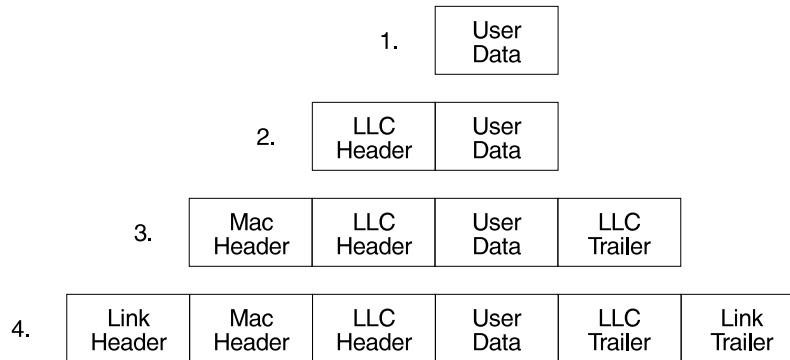 1. User Data
2. LLC Header User Data
3. Mac Header LLC Header User Data LLC Trailer
4. Link Header Mac Header LLC Header User Data LLC Trailer Link Trailer